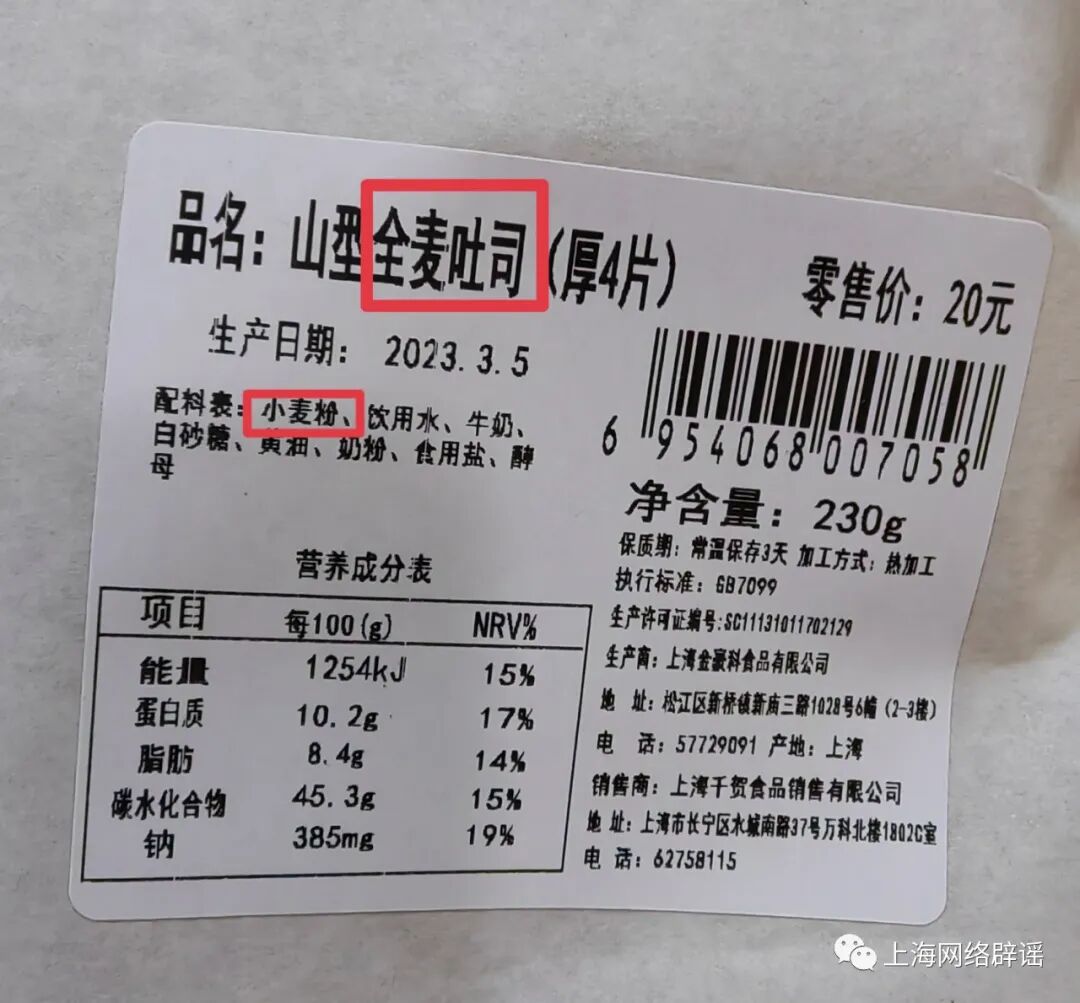 品名：山型全麦吐司（厚4片）
零售价：20元
生产日期： 2023.3.5
配料表：小麦粉、饮用水、牛奶、
白砂糖、黄油、奶粉、食用盐、酵
母
6 954068 007058
净含量：230g
保质期：常温保存3天 加工方式：热加工
执行标准：GB7099
生产许可证编号:SC11131011702129
生产商：上海金豪科食品有限公司
地 址：松江区新桥镇新庙三路1028号6幢（2-3楼）
电 话：57729091 产地：上海
销售商：上海千贺食品销售有限公司
地 址：上海市长宁区水城南路37号万科北楼1802C室
电 话：62758115
营养成分表
项目 每100(g) NRV%
能量 1254kJ 15%
蛋白质 10.2g 17%
脂肪 8.4g 14%
碳水化合物 45.3g 15%
钠 385mg 19%
上海网络辟谣